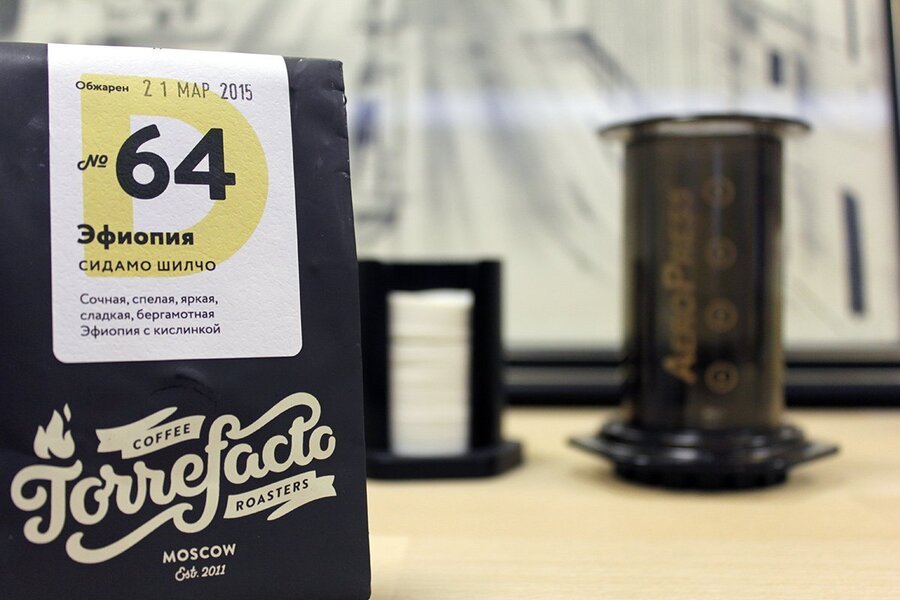 Обжарен 21 МАР 2015
№ 64
D
Эфиопия
СИДАМО ШИЛЧО
Сочная, спелая, яркая,
сладкая, бергамотная
Эфиопия с кислинкой
COFFEE
Torrefacto
ROASTERS
MOSCOW
Est. 2011
AEROPRESS